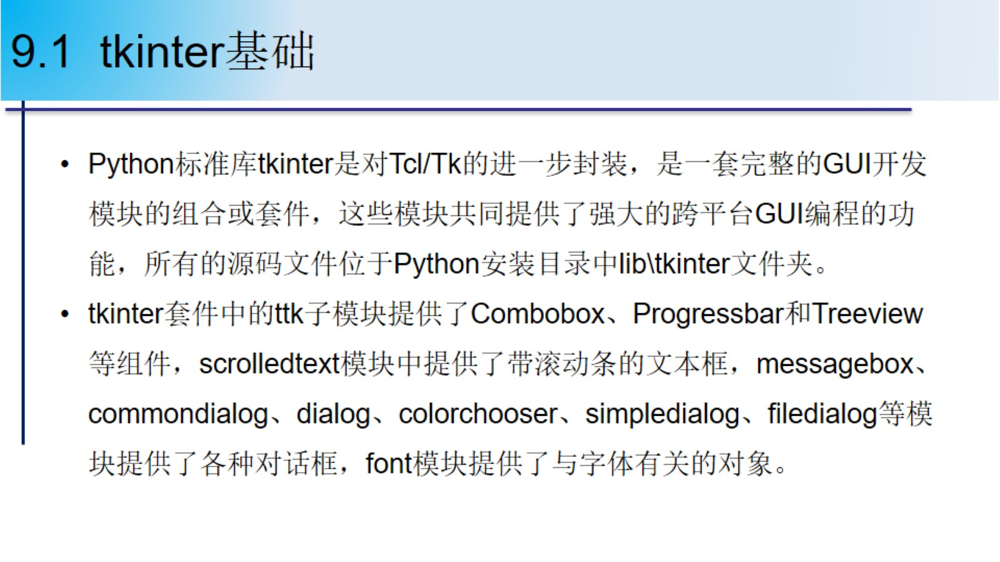 9.1 tkinter基础
• Python标准库tkinter是对Tcl/Tk的进一步封装，是一套完整的GUI开发
模块的组合或套件，这些模块共同提供了强大的跨平台GUI编程的功
能，所有的源码文件位于Python安装目录中lib\tkinter文件夹。
• tkinter套件中的ttk子模块提供了Combobox、Progressbar和Treeview
等组件，scrolledtext模块中提供了带滚动条的文本框，messagebox、
commondialog、dialog、colorchooser、simpledialog、filedialog等模
块提供了各种对话框，font模块提供了与字体有关的对象。